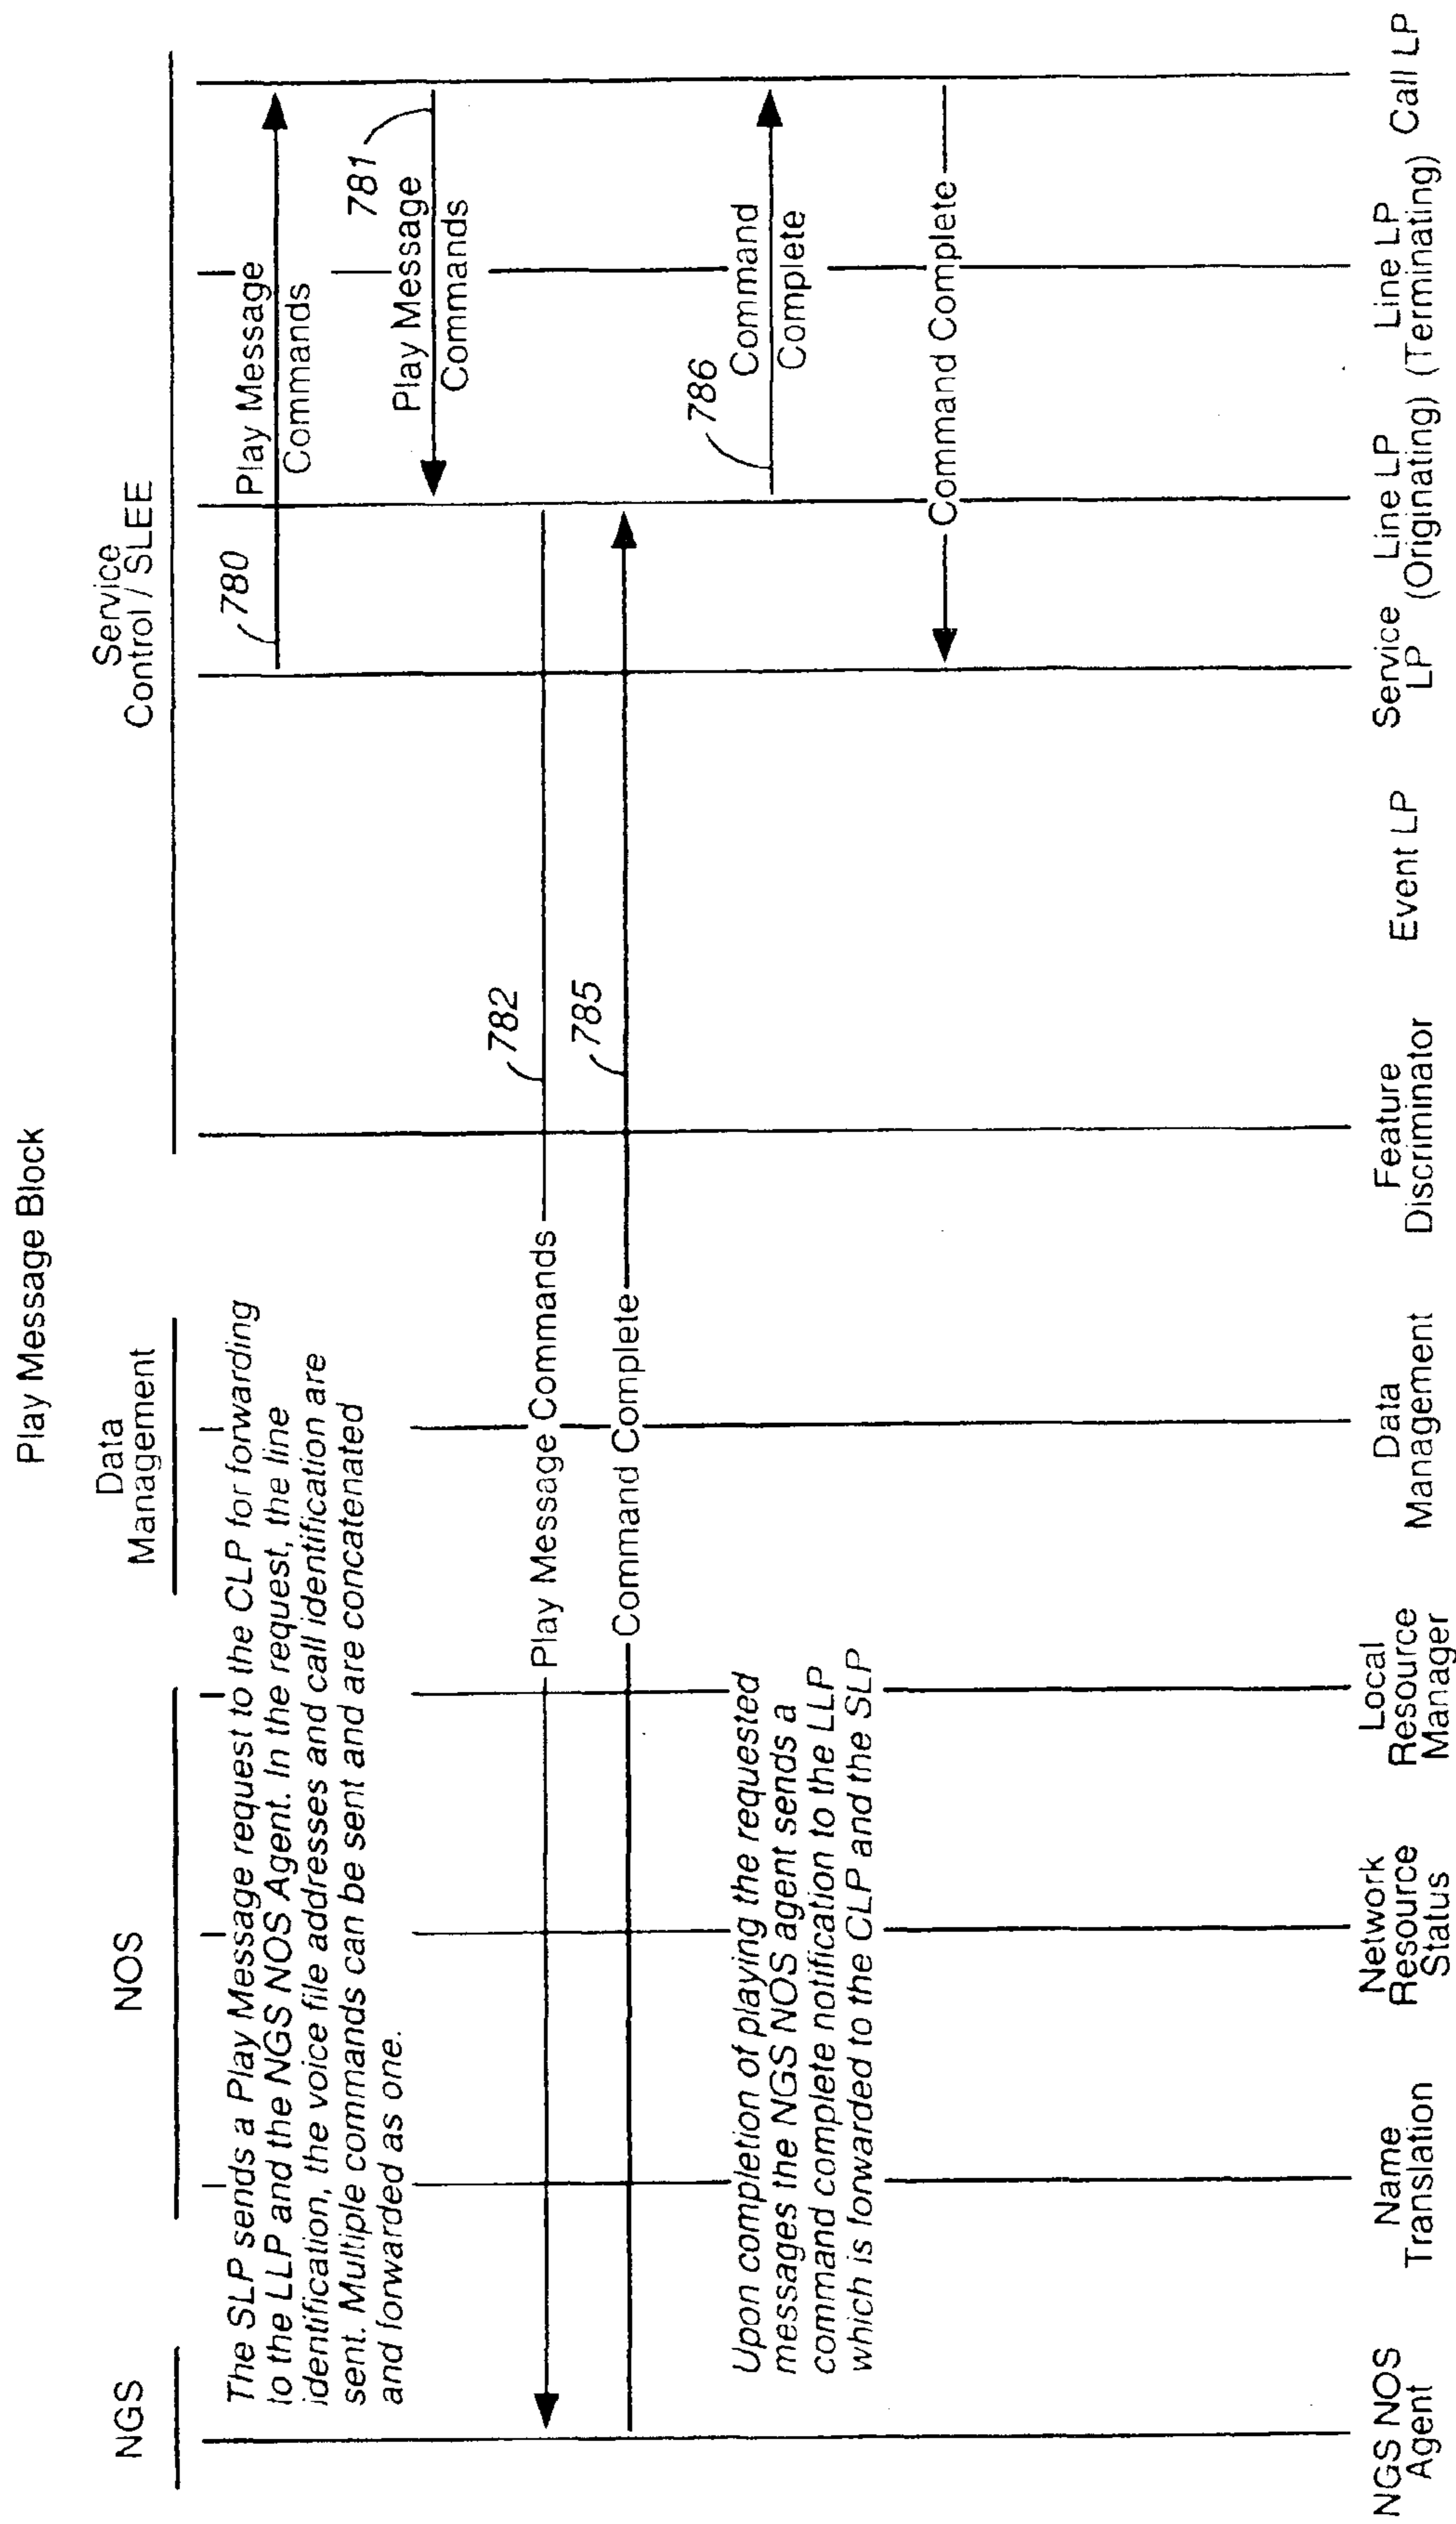 Play Message Block
NGS
NOS
Data
Management
Service
Control / SLEE
The SLP sends a Play Message request to the CLP for forwarding
to the LLP and the NGS NOS Agent. In the request, the line
identification, the voice file addresses and call identification are
sent. Multiple commands can be sent and are concatenated
and forwarded as one.
780
Play Message
Commands
781
Play Message
Commands
782
Play Message Commands
785
Command Complete
Upon completion of playing the requested
messages the NGS NOS agent sends a
command complete notification to the LLP
which is forwarded to the CLP and the SLP
786
Command
Complete
Command Complete
NGS NOS
Agent
Name
Translation
Network
Resource
Status
Local
Resource
Manager
Data
Management
Feature
Discriminator
Event LP
Service
LP
Line LP
(Originating)
Line LP
(Terminating)
Call LP